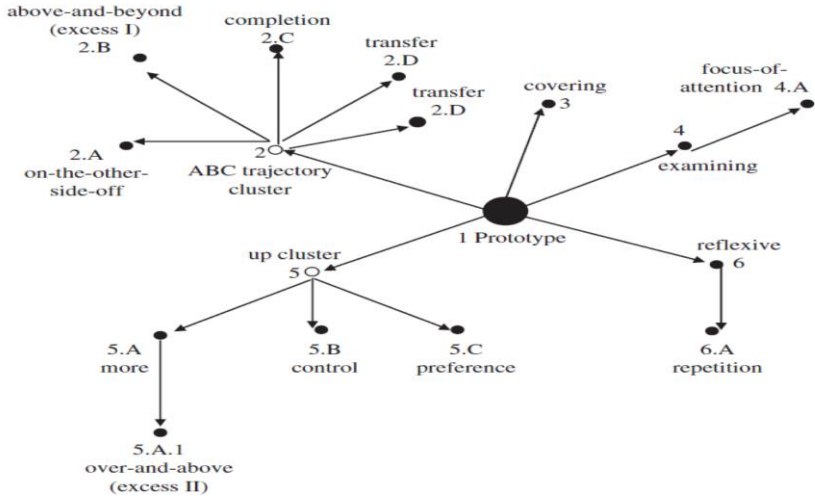 above-and-beyond
(excess I)
2.B
completion
2.C
transfer
2.D
transfer
2.D
covering
3
focus-of-
attention 4.A
4
examining
2.A
on-the-other-
side-off
2
ABC trajectory
cluster
1 Prototype
up cluster
5
reflexive
6
5.A
more
5.B
control
5.C
preference
6.A
repetition
5.A.1
over-and-above
(excess II)